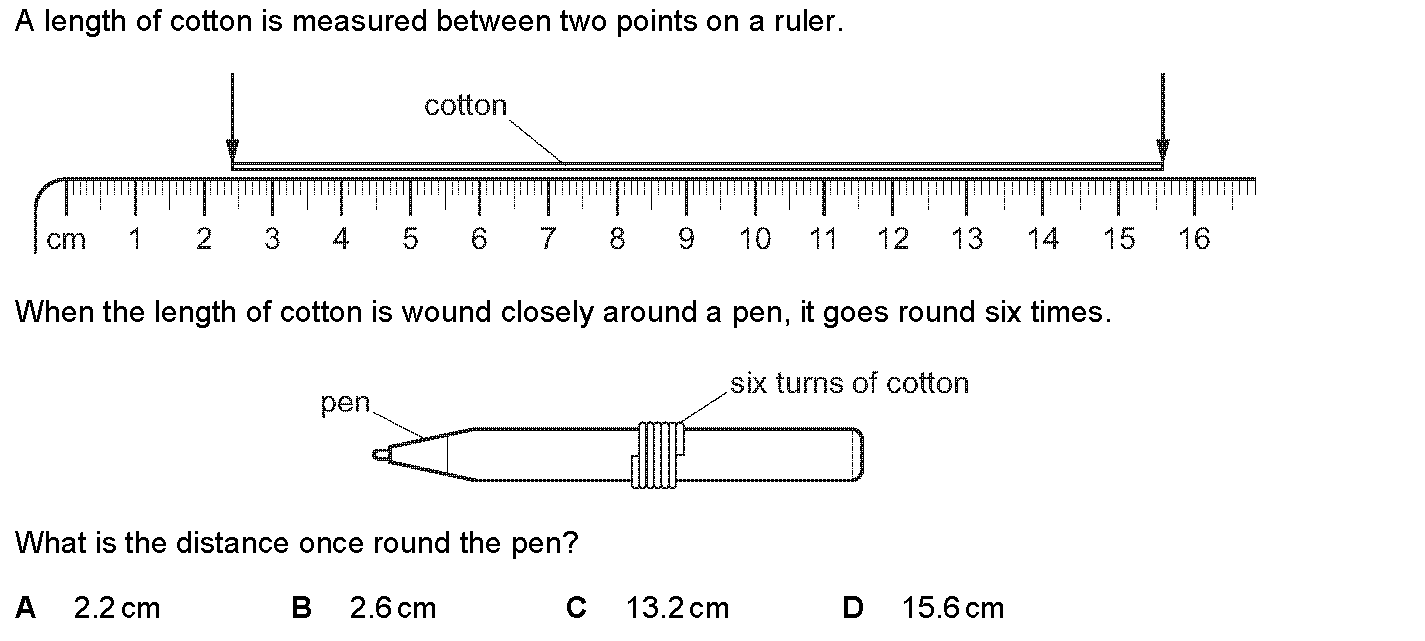 A length of cotton is measured between two points on a ruler.
cotton
cm 1 2 3 4 5 6 7 8 9 10 11 12 13 14 15 16
When the length of cotton is wound closely around a pen, it goes round six times.
six turns of cotton
pen
What is the distance once round the pen?
A 2.2 cm B 2.6 cm C 13.2 cm D 15.6 cm